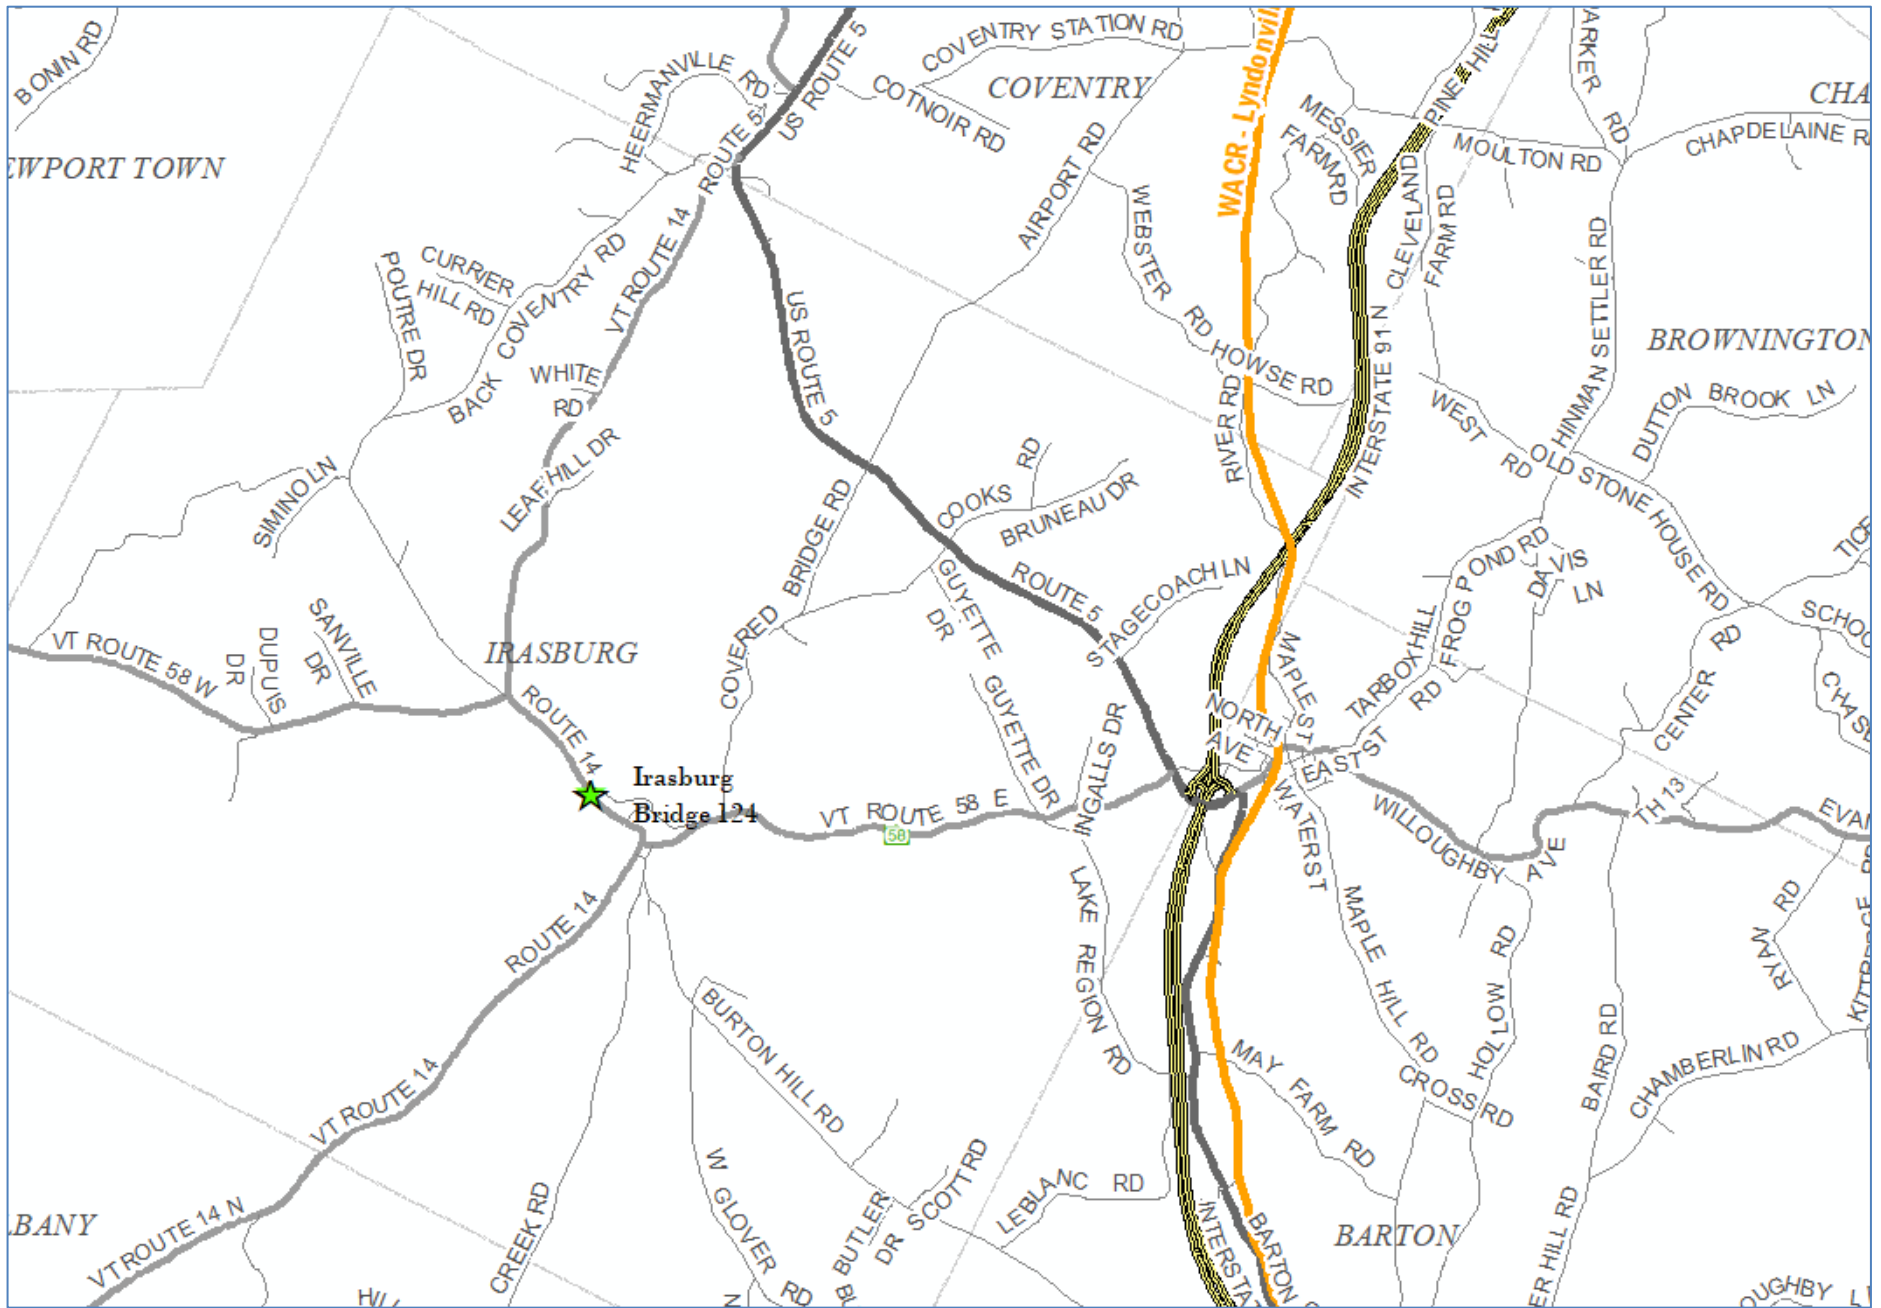 BONIN RD
EWPORT TOWN
HEERMANVILLE RD
US ROUTE 5
ROUTE 5
COVENTRY STATION RD
COTNOIR RD
COVENTRY
AIRPORT RD
WACR - Lyndonvil
MESSIER
FARM RD
PINE HILL
ARKER RD
MOULTON RD
CHA
CHAPDELAINE R
CLEVELAND
FARM RD
WEBSTER RD
HOWSE RD
RIVER RD
INTERSTATE 91 N
HINMAN SETTLER RD
BROWNINGTON
DUTTON BROOK LN
WEST RD
OLD STONE HOUSE RD
CURRIER
HILL RD
POUTRE DR
BACK COVENTRY RD
VT ROUTE 14
WHITE
RD
US ROUTE 5
LEAF HILL DR
SIMINO LN
COOKS RD
BRUNEAU DR
COVERED BRIDGE RD
GUYETTE
DR
ROUTE 5
STAGECOACH LN
FROG POND RD
DAVIS
LN
TARBOX HILL
RD
SCHOO
CHASE
CENTER RD
VT ROUTE 58 W
DUPUIS
DR
SANVILLE
DR
IRASBURG
ROUTE 14
Irasburg
Bridge 124
VT ROUTE 58 E
58
GUYETTE DR
INGALLS DR
NORTH
AVE
MAPLE ST
EAST ST
WATER ST
WILLOUGHBY AVE
TH 13
EVAN
ROUTE 14
LAKE REGION RD
MAPLE HILL RD
HOLLOW RD
RYAN RD
BAIRD RD
CHAMBERLIN RD
BURTON HILL RD
VT ROUTE 14
MAY FARM RD
CROSS RD
LBANY
VT ROUTE 14 N
CREEK RD
W GLOVER RD
BUTLER
DR
SCOTT RD
LEBLANC RD
INTERSTA
BARTON
BARTON
ER HILL RD
OUGHBY L